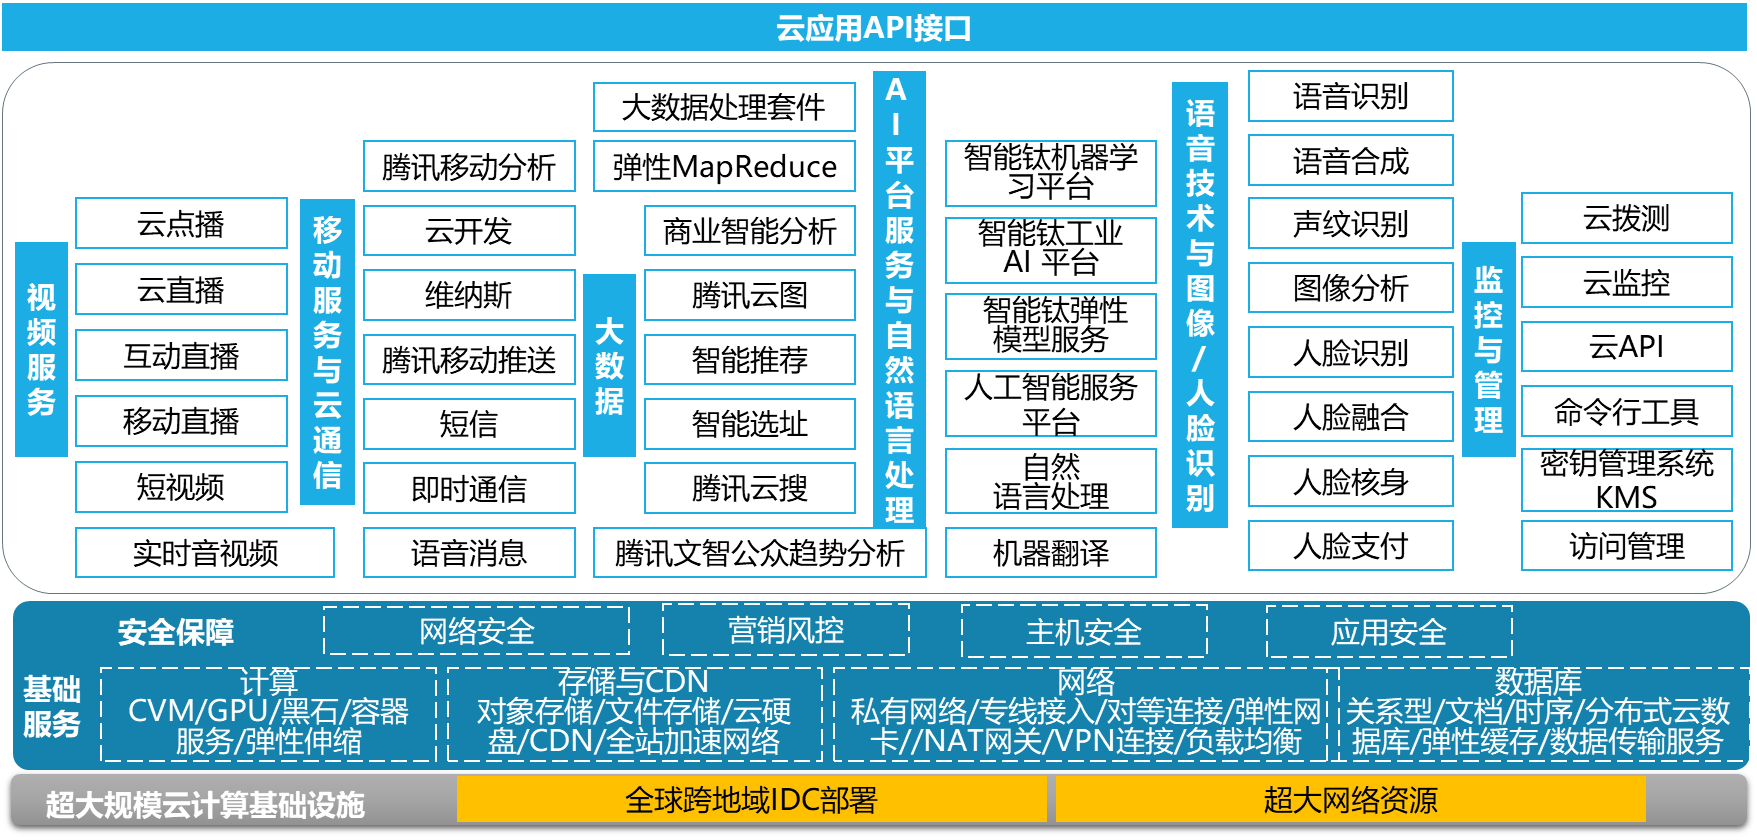 云应用API接口
视频服务
云点播
云直播
互动直播
移动直播
短视频
实时音视频
移动服务与云通信
腾讯移动分析
云开发
维纳斯
腾讯移动推送
短信
即时通信
语音消息
大数据
大数据处理套件
弹性MapReduce
商业智能分析
腾讯云图
智能推荐
智能选址
腾讯云搜
腾讯文智公众趋势分析
AI平台服务与自然语言处理
智能钛机器学
习平台
智能钛工业
AI 平台
智能钛弹性
模型服务
人工智能服务
平台
自然
语言处理
机器翻译
语音技术与图像/人脸识别
语音识别
语音合成
声纹识别
图像分析
人脸识别
人脸融合
人脸核身
人脸支付
监控与管理
云拨测
云监控
云API
命令行工具
密钥管理系统
KMS
访问管理
安全保障
网络安全
营销风控
主机安全
应用安全
基础
服务
计算
CVM/GPU/黑石/容器
服务/弹性伸缩
存储与CDN
对象存储/文件存储/云硬
盘/CDN/全站加速网络
网络
私有网络/专线接入/对等连接/弹性网
卡//NAT网关/VPN连接/负载均衡
数据库
关系型/文档/时序/分布式云数
据库/弹性缓存/数据传输服务
超大规模云计算基础设施
全球跨地域IDC部署
超大网络资源